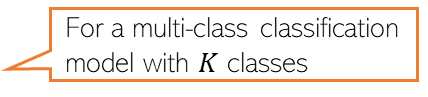 For a multi-class classification
model with K classes